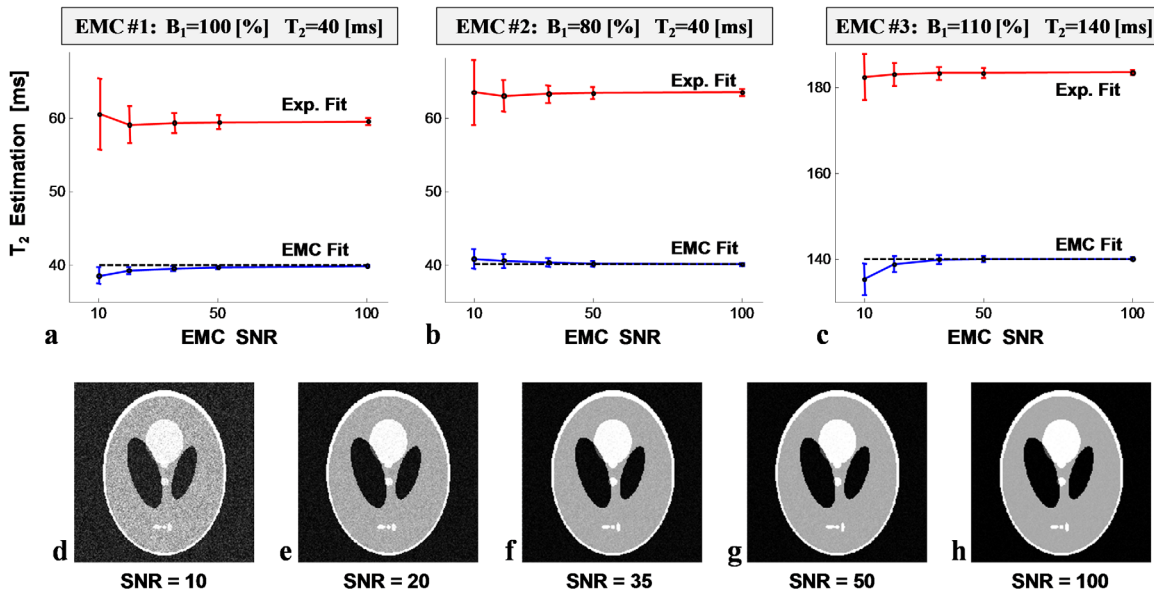 EMC #1: B₁=100 [%] T₂=40 [ms]
EMC #2: B₁=80 [%] T₂=40 [ms]
EMC #3: B₁=110 [%] T₂=140 [ms]
T₂ Estimation [ms]
60
50
40
Exp. Fit
EMC Fit
10 50 100
a EMC SNR
60
50
40
Exp. Fit
EMC Fit
10 50 100
b EMC SNR
180
160
140
Exp. Fit
EMC Fit
10 50 100
c EMC SNR
d
SNR = 10
e
SNR = 20
f
SNR = 35
g
SNR = 50
h
SNR = 100